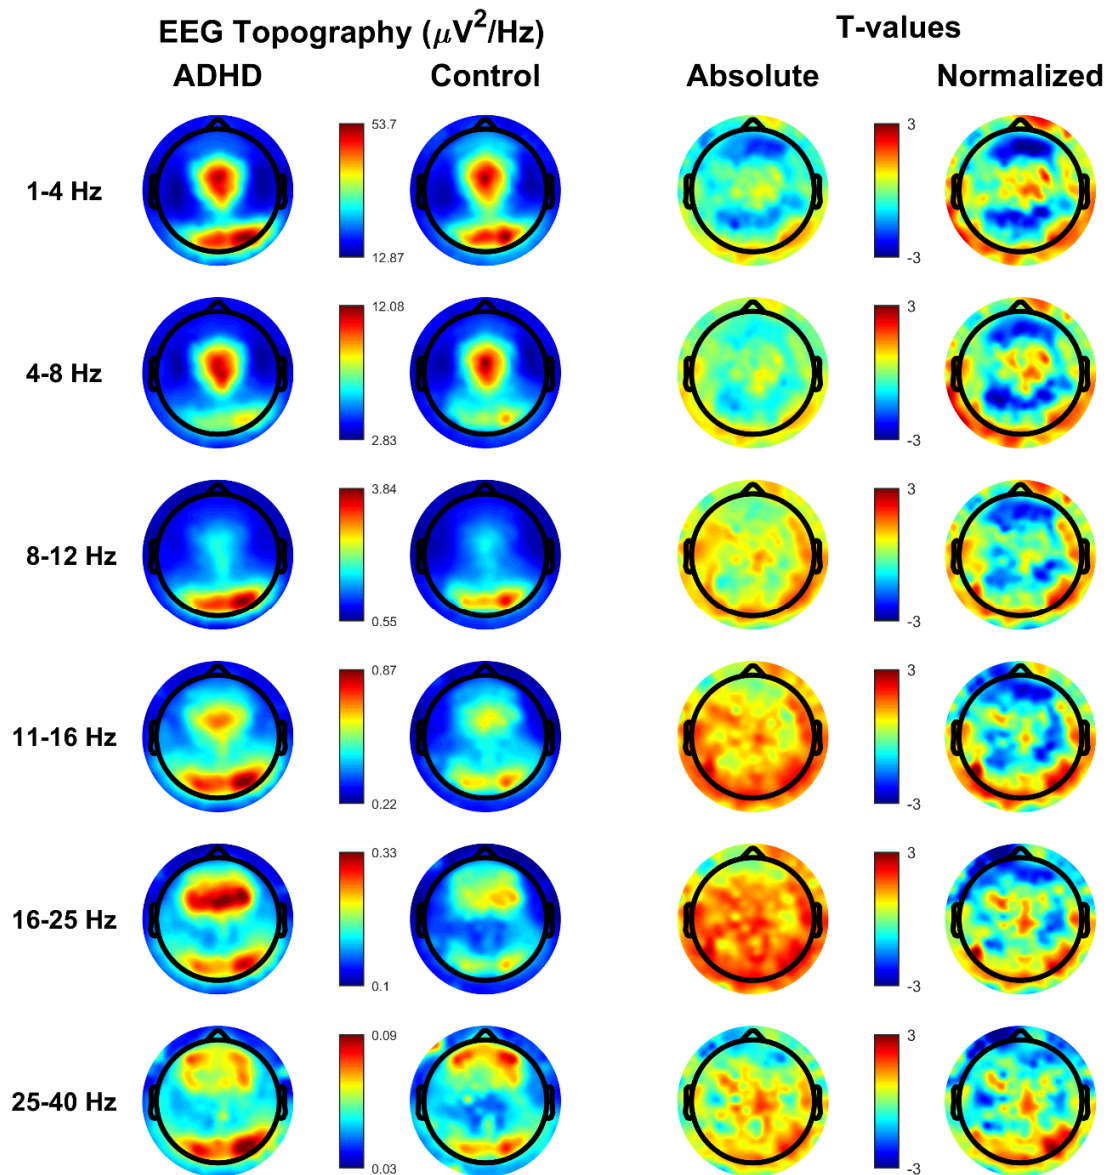 EEG Topography (μV²/Hz)
T-values
ADHD
Control
Absolute
Normalized
1-4 Hz
53.7
12.87
3
-3
4-8 Hz
12.08
2.83
3
-3
8-12 Hz
3.84
0.55
3
-3
11-16 Hz
0.87
0.22
3
-3
16-25 Hz
0.33
0.1
3
-3
25-40 Hz
0.09
0.03
3
-3